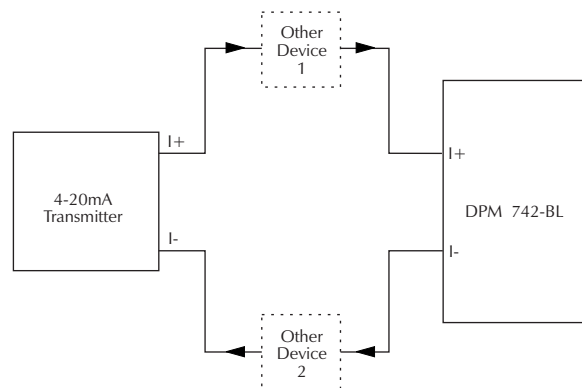 Other
Device
1
I+
I+
4-20mA
Transmitter
DPM 742-BL
I-
I-
Other
Device
2